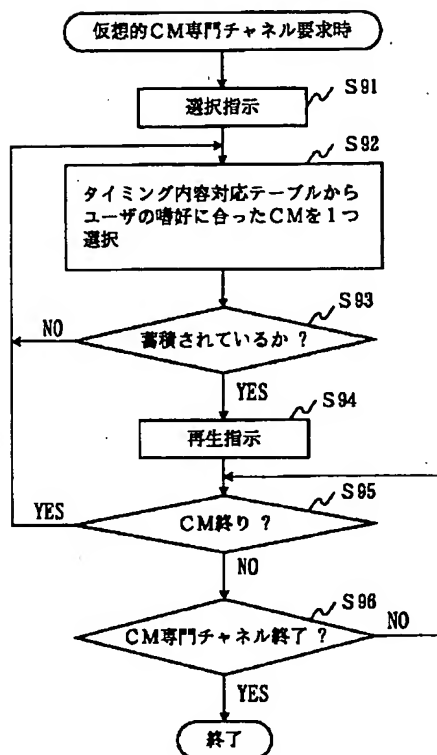 仮想的CM専門チャネル要求時
S91
選択指示
S92
タイミング内容対応テーブルから
ユーザの嗜好に合ったCMを1つ
選択
S93
NO
蓄積されているか ?
YES
S94
再生指示
S95
YES
CM終り ?
NO
S96
CM専門チャネル終了 ?
NO
YES
終了